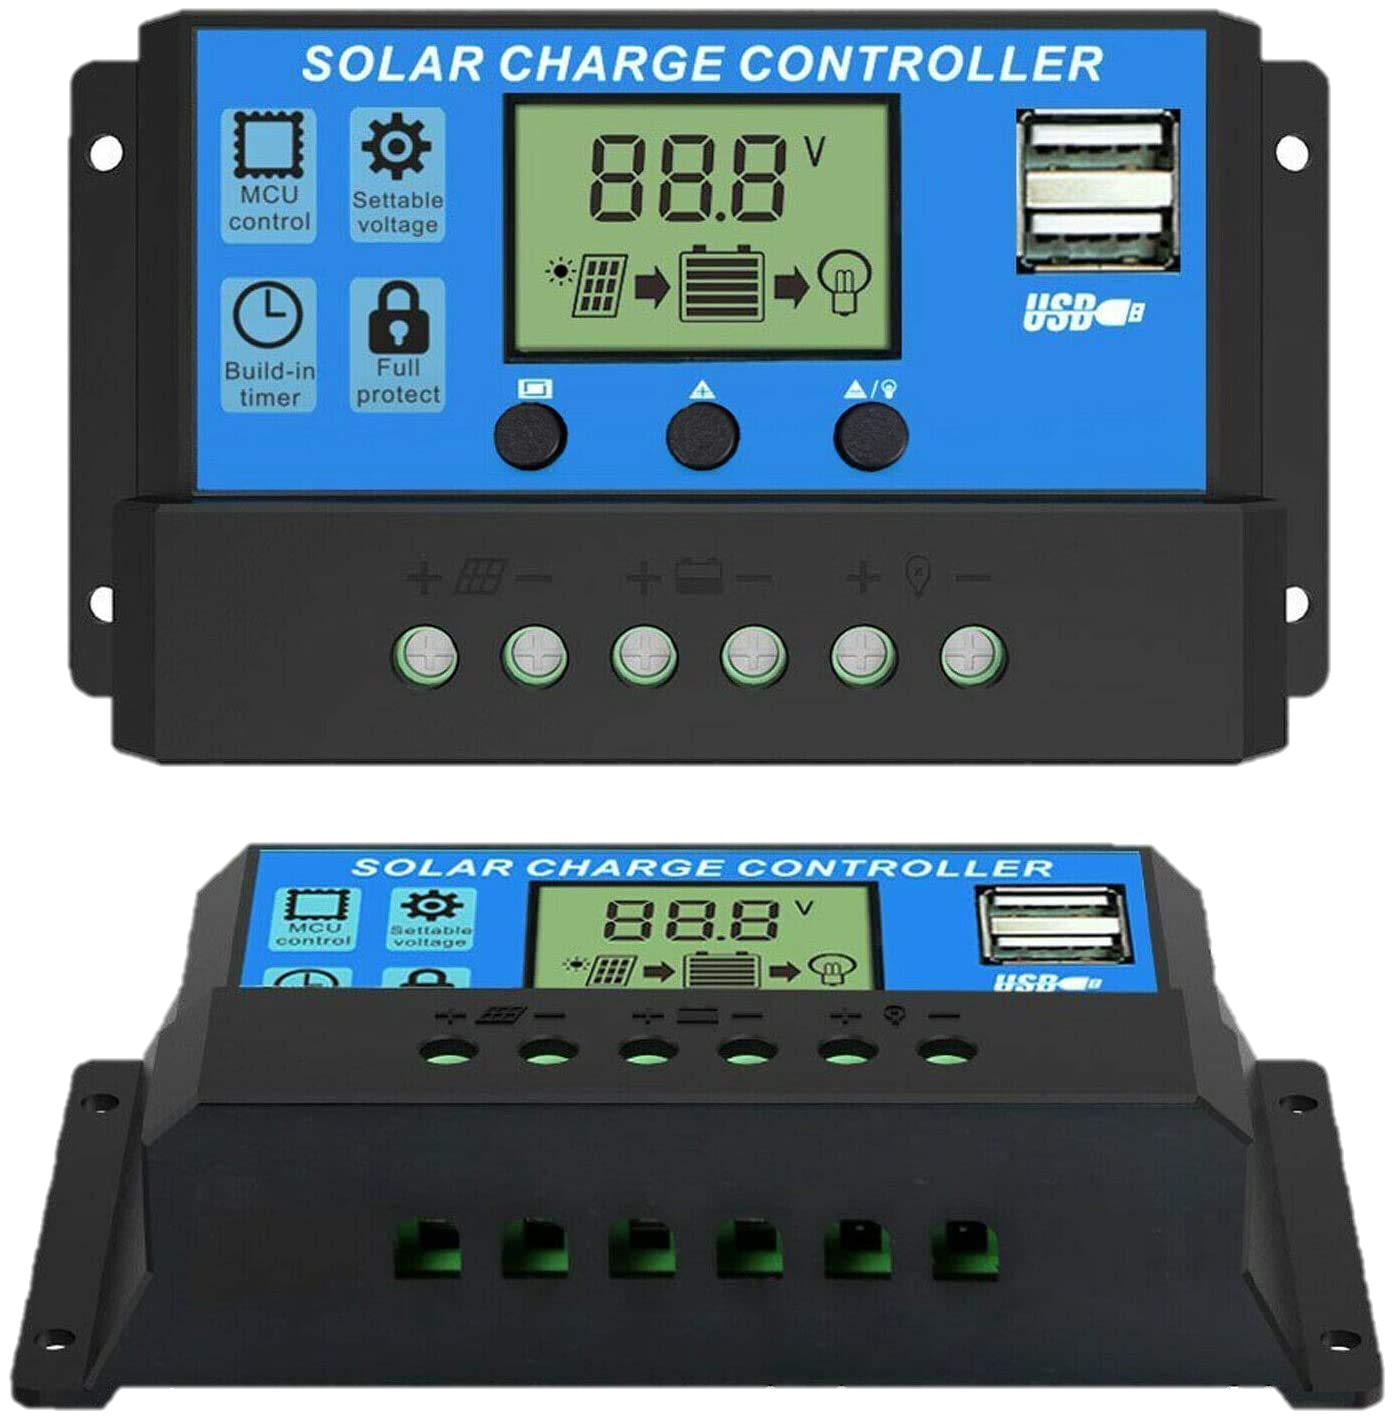 SOLAR CHARGE CONTROLLER
MCU
control
Settable
voltage
88.8 V
Build-in
timer
Full
protect
USB
+ - + - + -
SOLAR CHARGE CONTROLLER
MCU
control
Settable
voltage
88.8 V
USB
+ - + - + -